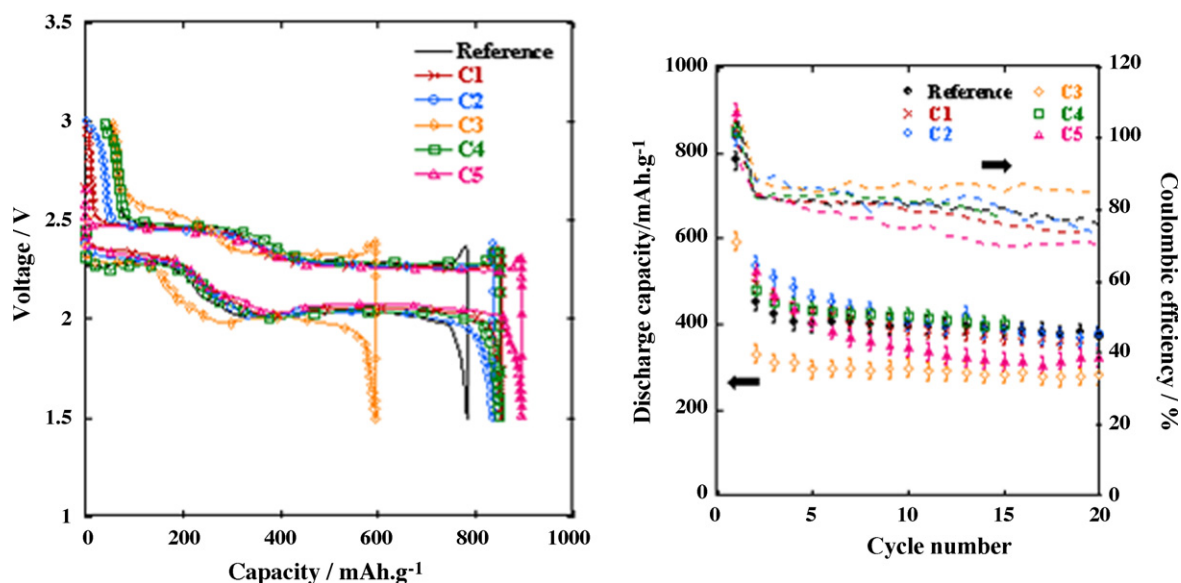 3.5
3
2.5
2
1.5
1
Voltage / V
Reference
C1
C2
C3
C4
C5
0
200
400
600
800
1000
Capacity / mAh.g-1
1000
800
600
400
200
0
Discharge capacity/mAh.g-1
Reference
C1
C2
C3
C4
C5
120
100
80
60
40
20
0
Coulombic efficiency / %
0
5
10
15
20
Cycle number